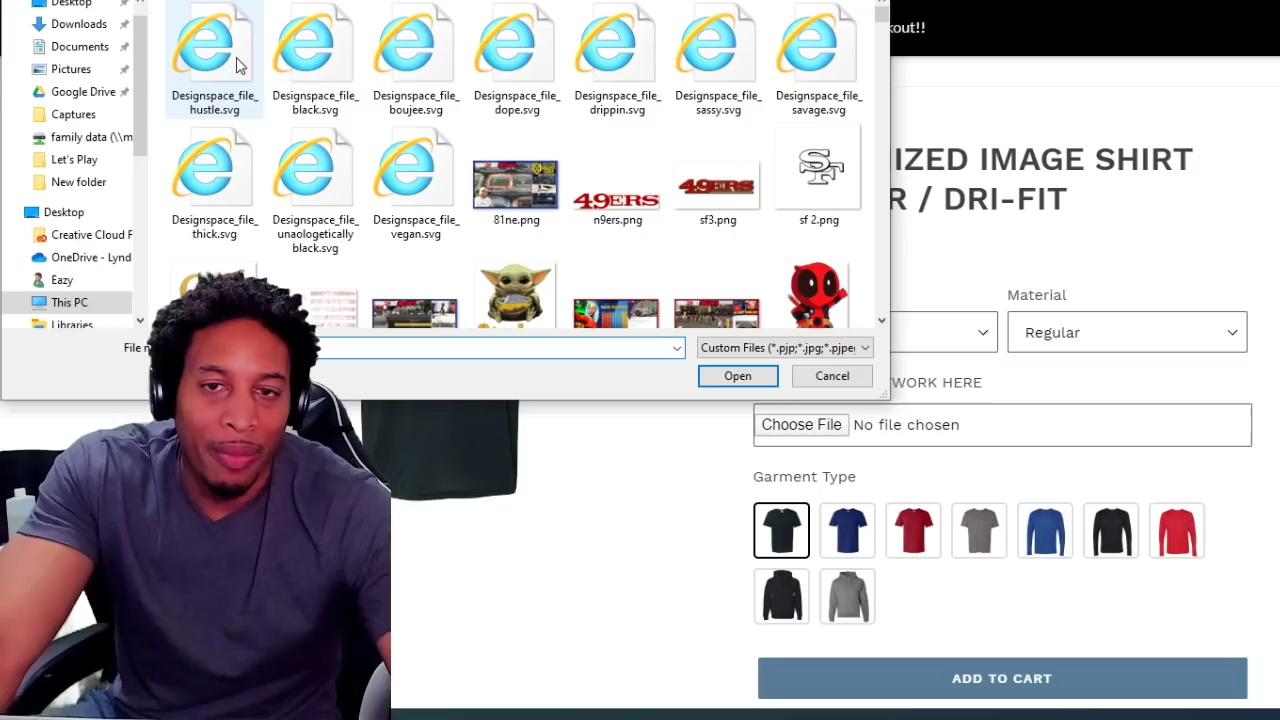 Desktop
Downloads
Documents
Pictures
Google Drive
Captures
family data (\\m
Let's Play
New folder
Desktop
Creative Cloud F
OneDrive - Lynd
Eazy
This PC
Libraries
Designspace_file_
hustle.svg
Designspace_file_
black.svg
Designspace_file_
boujee.svg
Designspace_file_
dope.svg
Designspace_file_
drippin.svg
Designspace_file_
sassy.svg
Designspace_file_
savage.svg
Designspace_file_
thick.svg
Designspace_file_
unaologetically
black.svg
Designspace_file_
vegan.svg
81ne.png
49ERS
n9ers.png
49ERS
sf3.png
SF
sf 2.png
File n
Custom Files (*.pjp;*.jpg;*.pjpe
Open
Cancel
kout!!
IZED IMAGE SHIRT
R / DRI-FIT
Material
Regular
WORK HERE
Choose File No file chosen
Garment Type
ADD TO CART